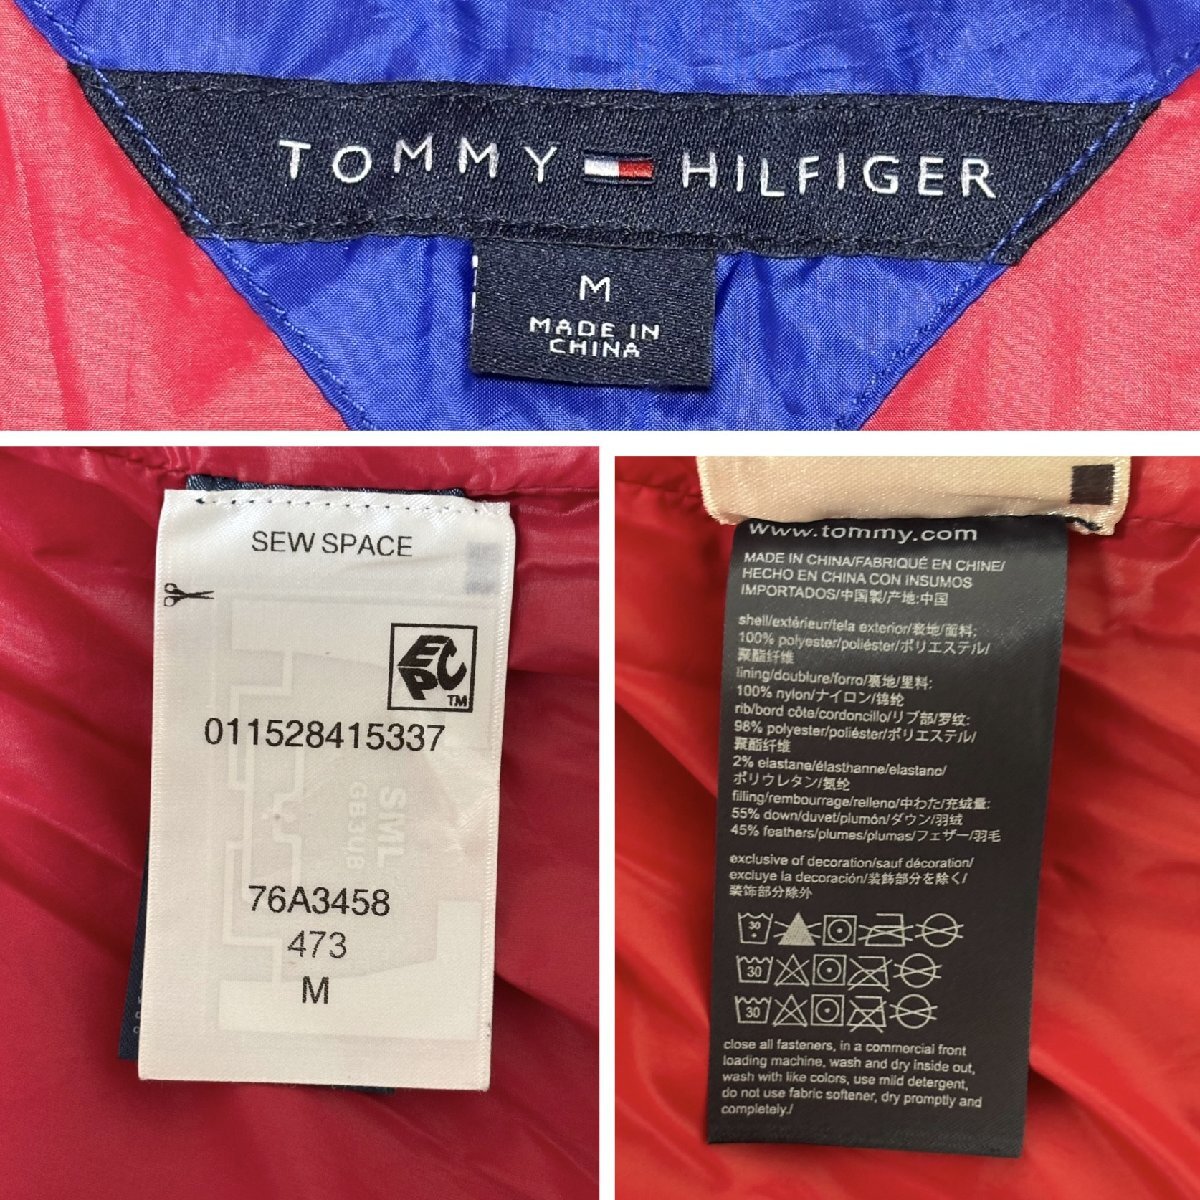 TOMMY HILFIGER
M
MADE IN
CHINA
SEW SPACE
EPC™
011528415337
SML
GE3UB
76A3458
473
M
www.tommy.com
MADE IN CHINA/FABRIQUÉ EN CHINE/
HECHO EN CHINA CON INSUMOS
IMPORTADOS/中国製/产地:中国
shell/extérieur/tela exterior/表地/面料:
100% polyester/poliéster/ポリエステル/
聚酯纤维
lining/doublure/forro/裏地/里料:
100% nylon/ナイロン/锦纶
rib/bord côte/cordoncillo/リブ部/罗纹:
98% polyester/poliéster/ポリエステル/
聚酯纤维
2% elastane/élasthanne/elastano/
ポリウレタン/氨纶
filling/rembourrage/relleno/中わた/充绒量:
55% down/duvet/plumón/ダウン/羽绒
45% feathers/plumes/plumas/フェザー/羽毛
exclusive of decoration/sauf décoration/
excluye la decoración/装飾部分を除く/
装饰部分除外
30
30
30
close all fasteners, in a commercial front
loading machine, wash and dry inside out,
wash with like colors, use mild detergent,
do not use fabric softener, dry promptly and
completely./